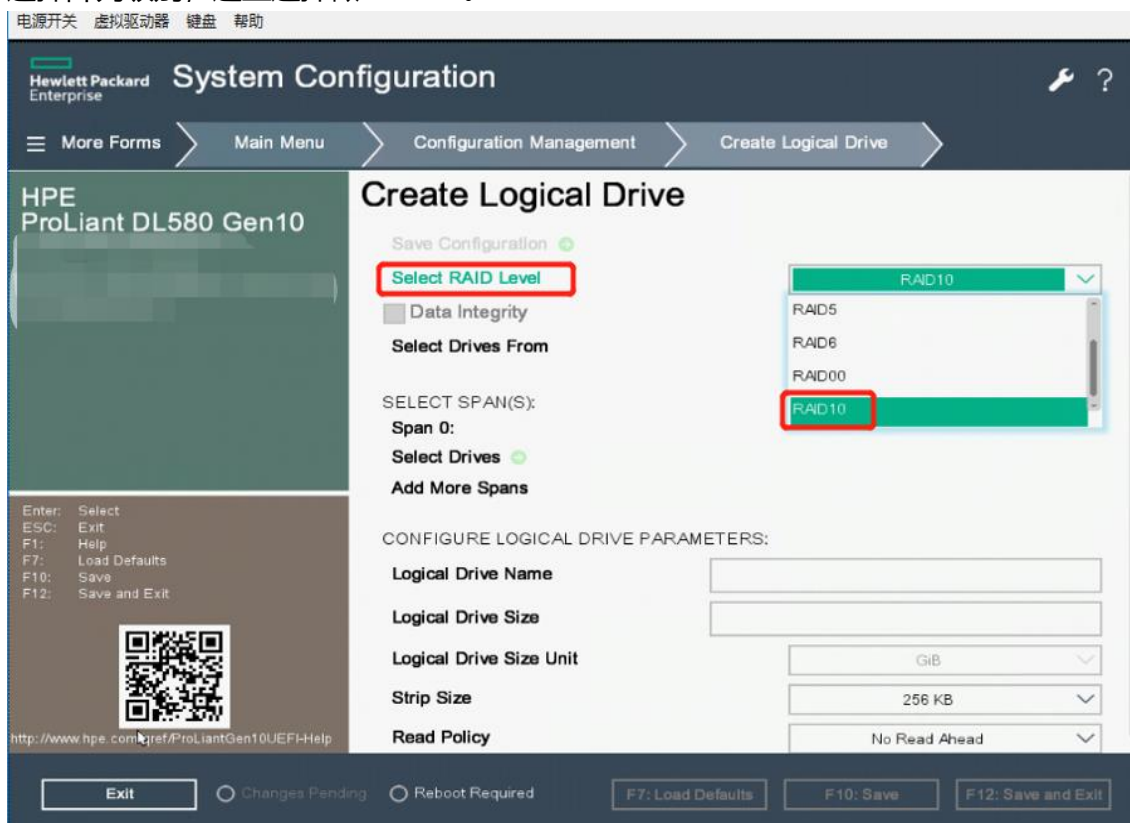 电源开关 虚拟驱动器 键盘 帮助
Hewlett Packard
Enterprise
System Configuration
?
More Forms
Main Menu
Configuration Management
Create Logical Drive
HPE
ProLiant DL580 Gen10
Create Logical Drive
Save Configuration
Select RAID Level
RAID10
Data Integrity
RAID5
Select Drives From
RAID6
RAID00
RAID10
SELECT SPAN(S):
Span 0:
Select Drives
Add More Spans
Enter: Select
ESC: Exit
F1: Help
F7: Load Defaults
F10: Save
F12: Save and Exit
CONFIGURE LOGICAL DRIVE PARAMETERS:
Logical Drive Name
Logical Drive Size
Logical Drive Size Unit
GiB
Strip Size
256 KB
Read Policy
No Read Ahead
http://www.hpe.com/qref/ProLiantGen10UEFI-Help
Exit
Changes Pending
Reboot Required
F7: Load Defaults
F10: Save
F12: Save and Exit